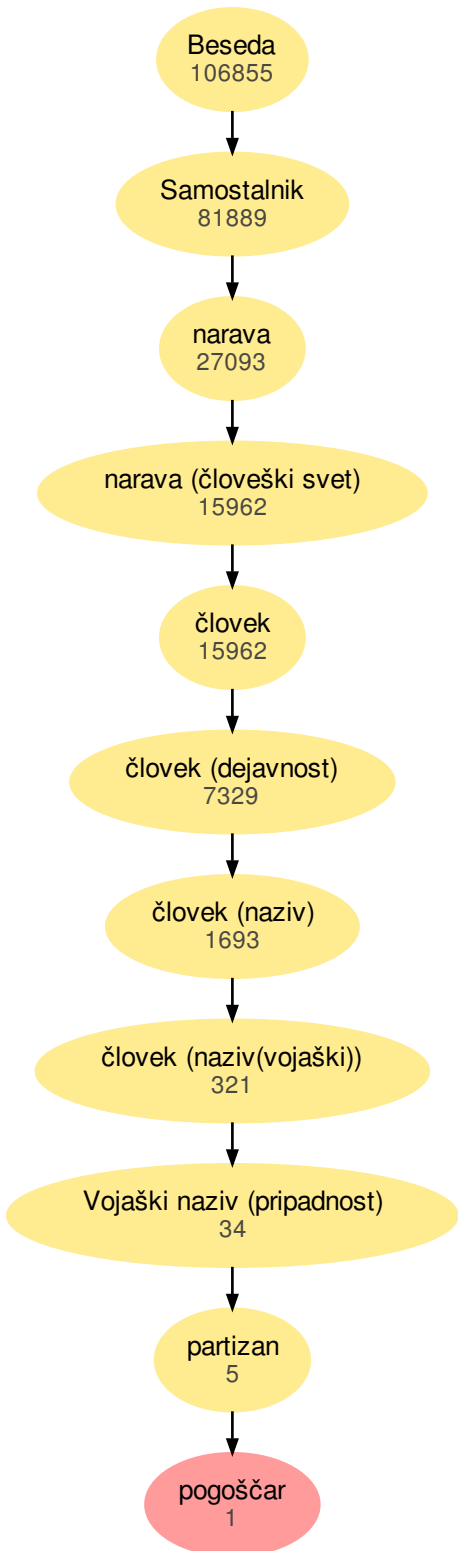 Beseda
106855
Samostalnik
81889
narava
27093
narava (človeški svet)
15962
človek
15962
človek (dejavnost)
7329
človek (naziv)
1693
človek (naziv(vojaški))
321
Vojaški naziv (pripadnost)
34
partizan
5
pogoščar
1